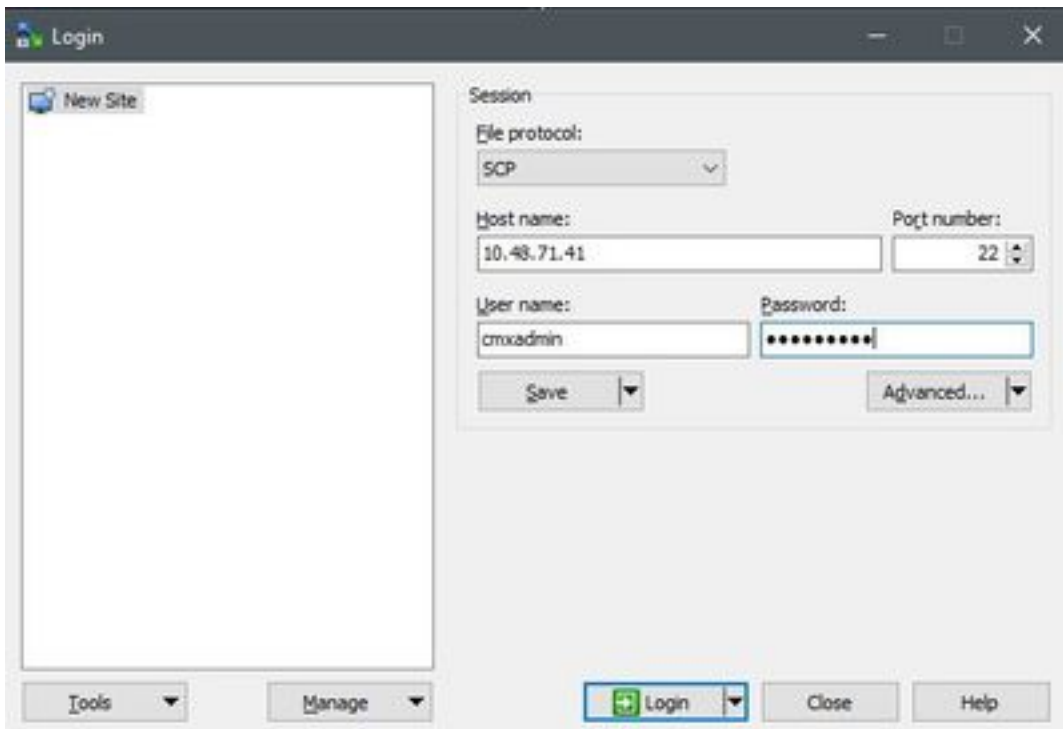 Login
New Site
Session
File protocol:
SCP
Host name: Port number:
10.48.71.41 22
User name: Password:
cmxadmin •••••••••
Save Advanced...
Tools Manage Login Close Help